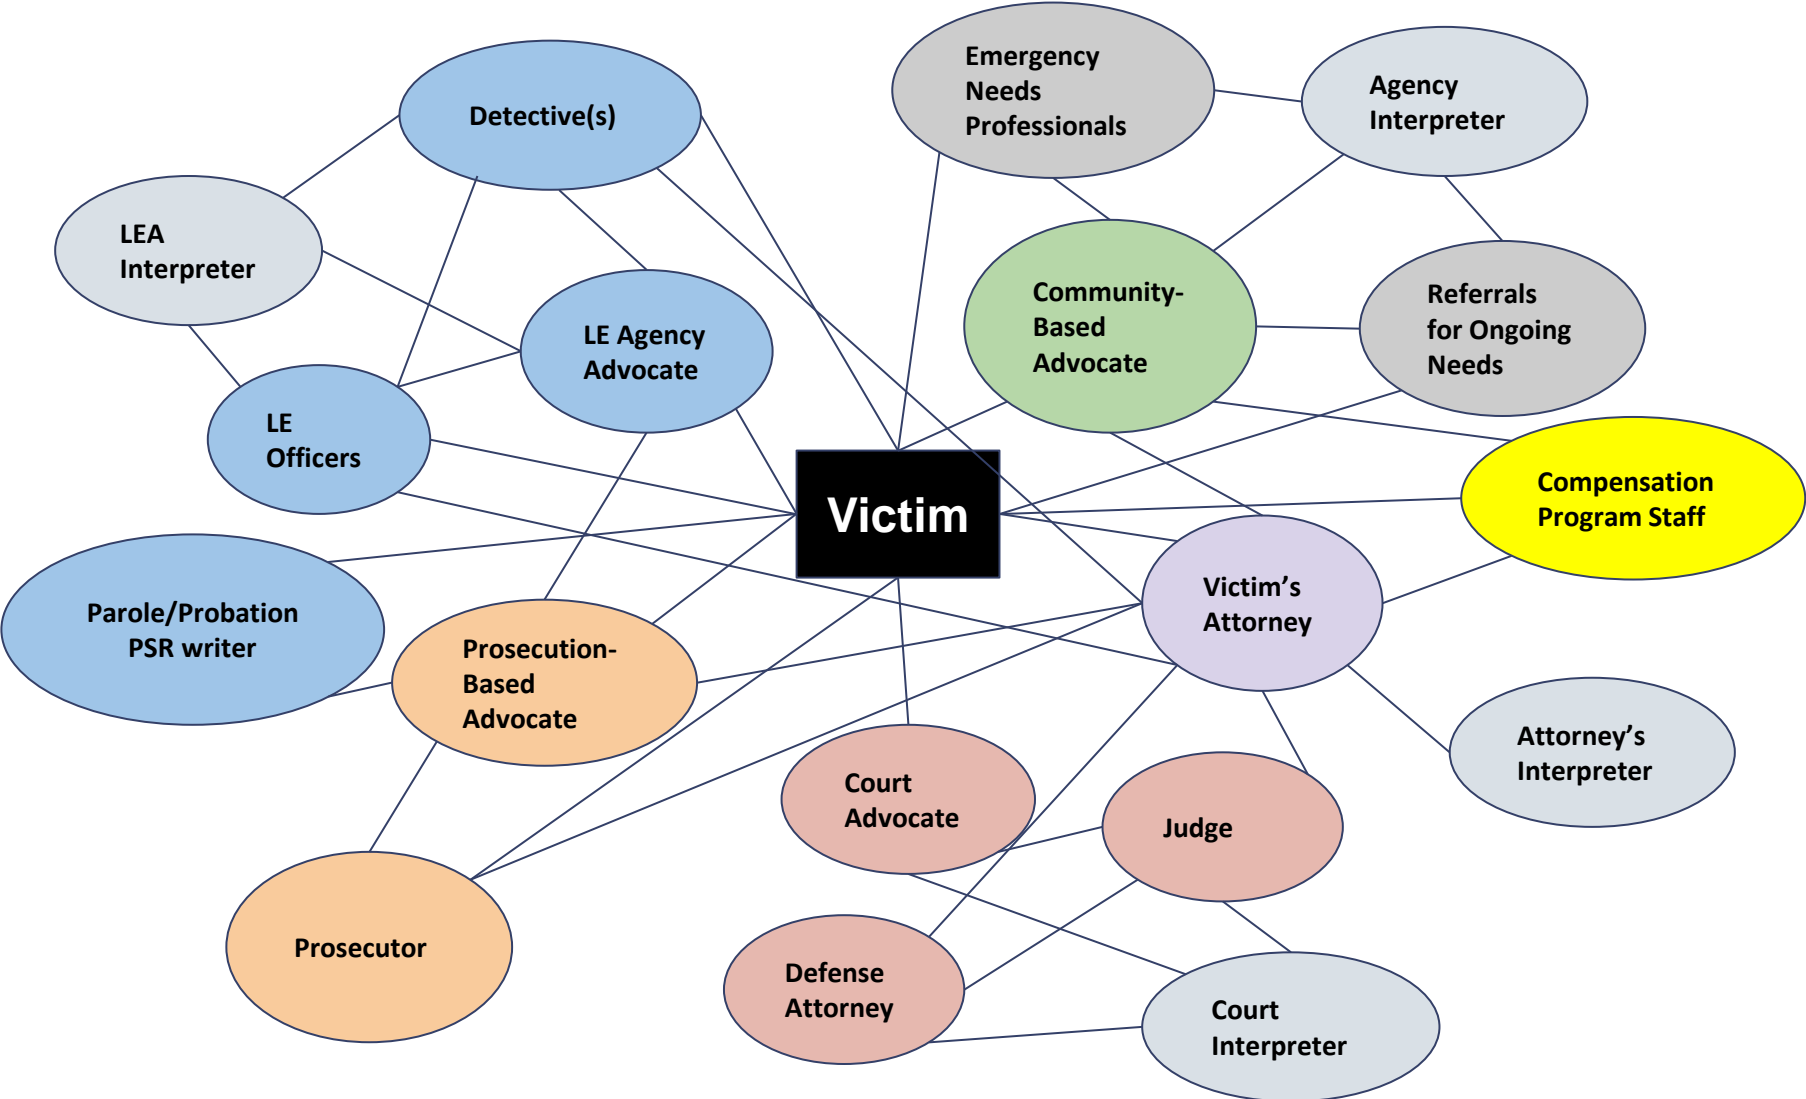 Emergency
Needs
Professionals
Agency
Interpreter
Detective(s)
LEA
Interpreter
Community-
Based
Advocate
Referrals
for Ongoing
Needs
LE Agency
Advocate
LE
Officers
Victim
Compensation
Program Staff
Parole/Probation
PSR writer
Victim’s
Attorney
Prosecution-
Based
Advocate
Attorney’s
Interpreter
Court
Advocate
Judge
Prosecutor
Defense
Attorney
Court
Interpreter